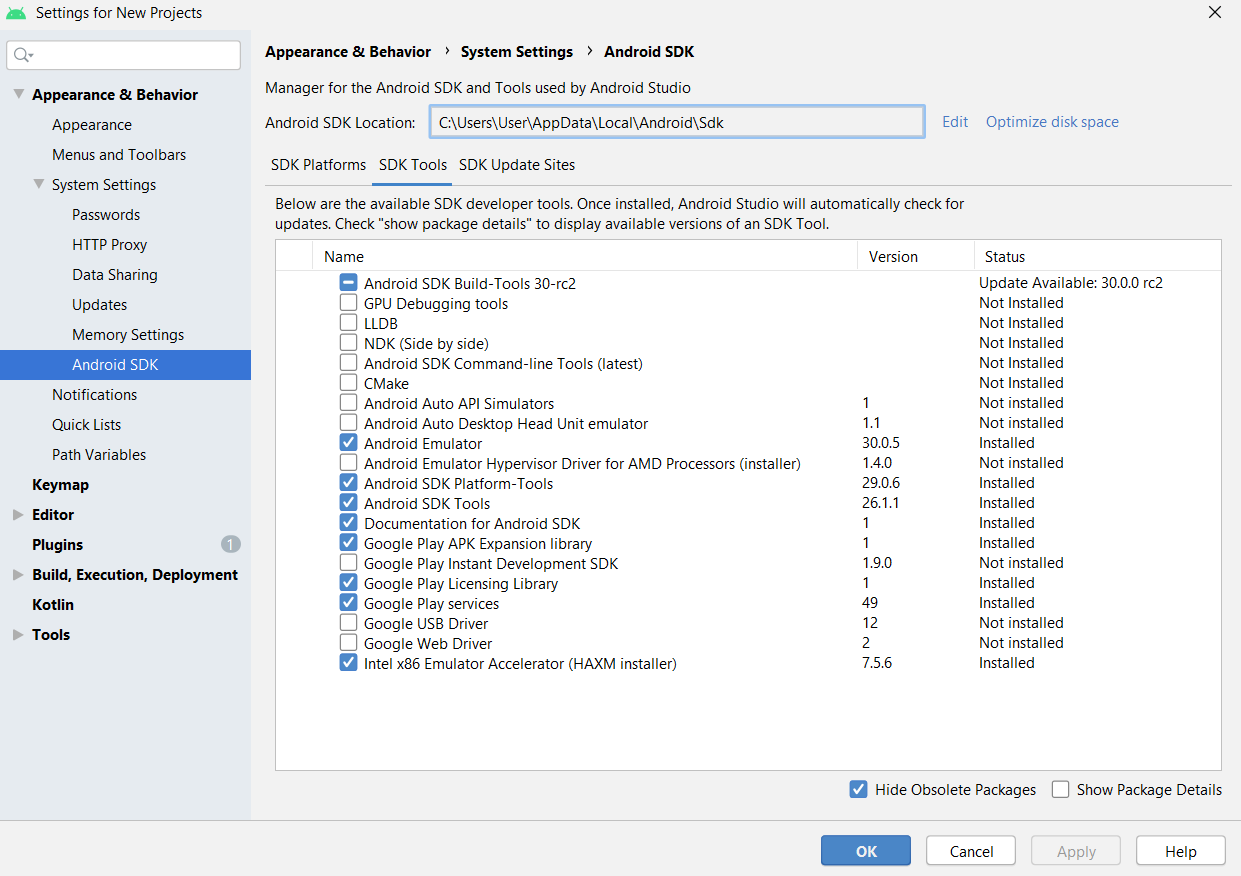 Settings for New Projects
Appearance & Behavior
Appearance
Menus and Toolbars
System Settings
Passwords
HTTP Proxy
Data Sharing
Updates
Memory Settings
Android SDK
Notifications
Quick Lists
Path Variables
Keymap
Editor
Plugins 1
Build, Execution, Deployment
Kotlin
Tools
Appearance & Behavior › System Settings › Android SDK
Manager for the Android SDK and Tools used by Android Studio
Android SDK Location: C:\Users\User\AppData\Local\Android\Sdk Edit Optimize disk space
SDK Platforms SDK Tools SDK Update Sites
Below are the available SDK developer tools. Once installed, Android Studio will automatically check for
updates. Check "show package details" to display available versions of an SDK Tool.
Name Version Status
Android SDK Build-Tools 30-rc2 Update Available: 30.0.0 rc2
GPU Debugging tools Not Installed
LLDB Not Installed
NDK (Side by side) Not Installed
Android SDK Command-line Tools (latest) Not Installed
CMake Not Installed
Android Auto API Simulators 1 Not installed
Android Auto Desktop Head Unit emulator 1.1 Not installed
Android Emulator 30.0.5 Installed
Android Emulator Hypervisor Driver for AMD Processors (installer) 1.4.0 Not installed
Android SDK Platform-Tools 29.0.6 Installed
Android SDK Tools 26.1.1 Installed
Documentation for Android SDK 1 Installed
Google Play APK Expansion library 1 Installed
Google Play Instant Development SDK 1.9.0 Not installed
Google Play Licensing Library 1 Installed
Google Play services 49 Installed
Google USB Driver 12 Not installed
Google Web Driver 2 Not installed
Intel x86 Emulator Accelerator (HAXM installer) 7.5.6 Installed
Hide Obsolete Packages Show Package Details
OK Cancel Apply Help